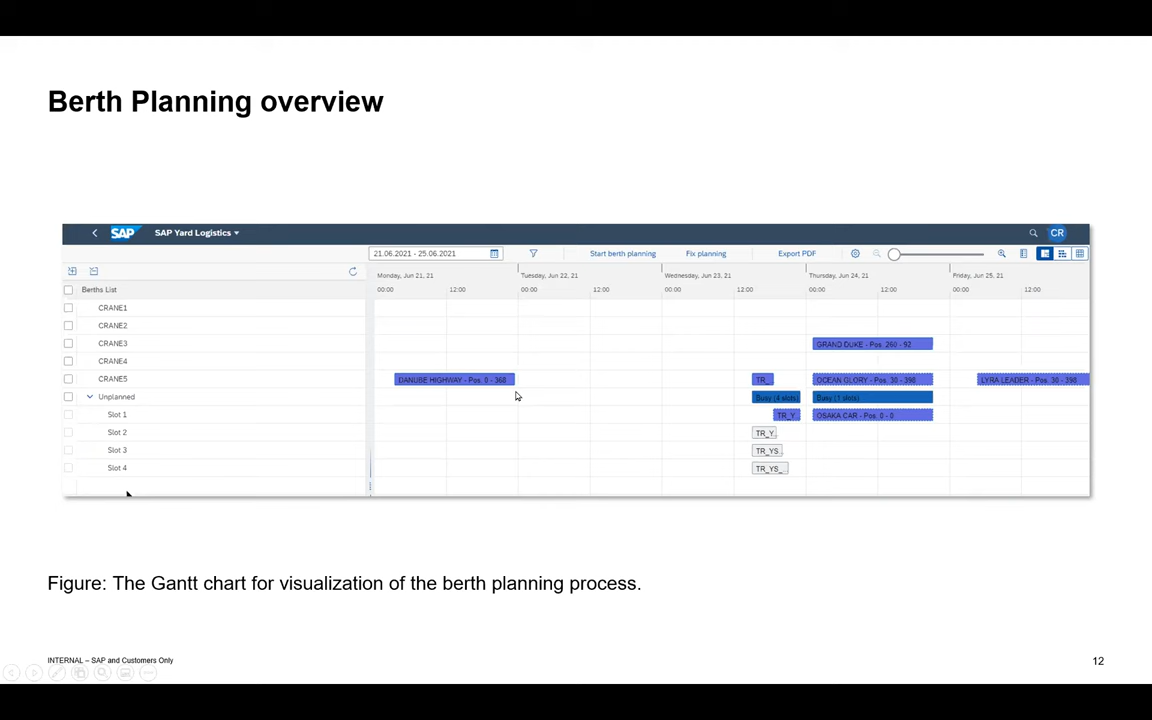 Berth Planning overview
SAP SAP Yard Logistics CR
21.06.2021 - 25.06.2021 Start berth planning Fix planning Export PDF
Monday, Jun 21, 21 Tuesday, Jun 22, 21 Wednesday, Jun 23, 21 Thursday, Jun 24, 21 Friday, Jun 25, 21
Berths List 00:00 12:00 00:00 12:00 00:00 12:00 00:00 12:00 00:00 12:00
CRANE1
CRANE2
CRANE3 GRAND DUKE - Pos. 260 - 92
CRANE4
CRANE5 DANUBE HIGHWAY - Pos. 0 - 368 TR_ OCEAN GLORY - Pos. 30 - 398 LYRA LEADER - Pos. 30 - 398
Unplanned Busy (4 slots) Busy (1 slots)
Slot 1 TR_Y OSAKA CAR - Pos. 0 - 0
Slot 2 TR_Y.
Slot 3 TR_YS.
Slot 4 TR_YS_
Figure: The Gantt chart for visualization of the berth planning process.
INTERNAL – SAP and Customers Only 12